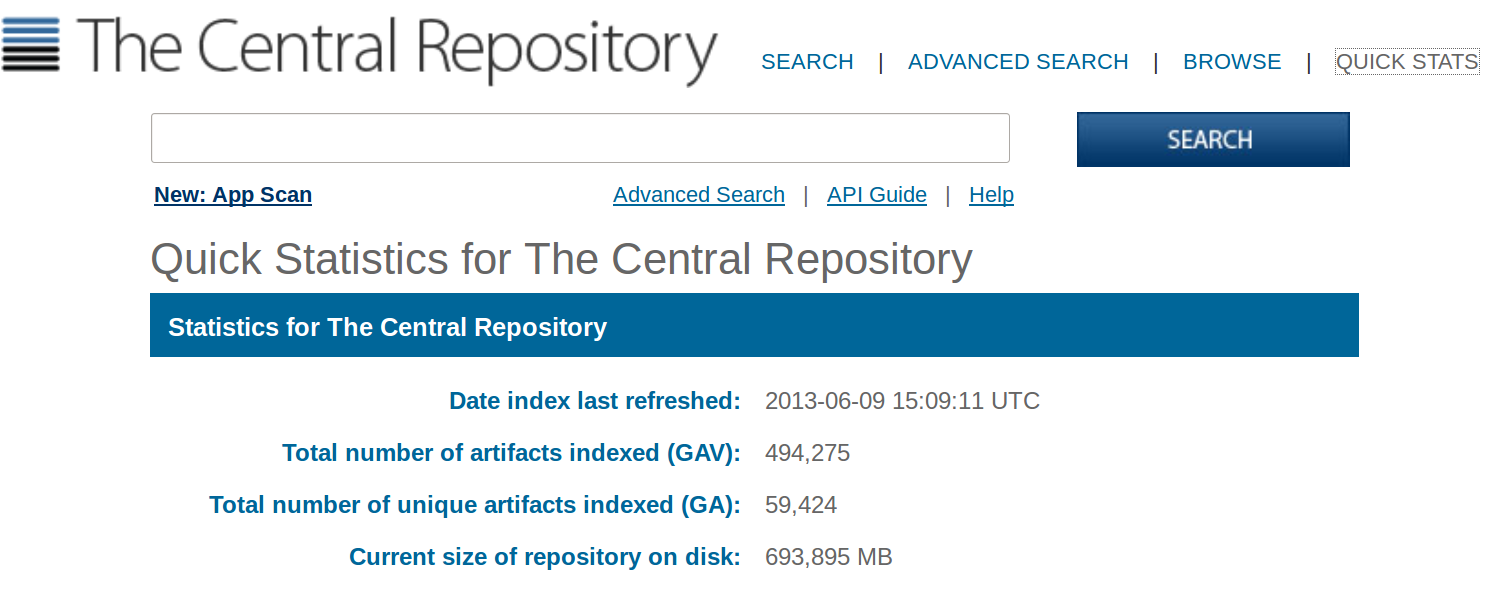 The Central Repository
SEARCH | ADVANCED SEARCH | BROWSE | QUICK STATS
SEARCH
New: App Scan Advanced Search | API Guide | Help
Quick Statistics for The Central Repository
Statistics for The Central Repository
Date index last refreshed: 2013-06-09 15:09:11 UTC
Total number of artifacts indexed (GAV): 494,275
Total number of unique artifacts indexed (GA): 59,424
Current size of repository on disk: 693,895 MB